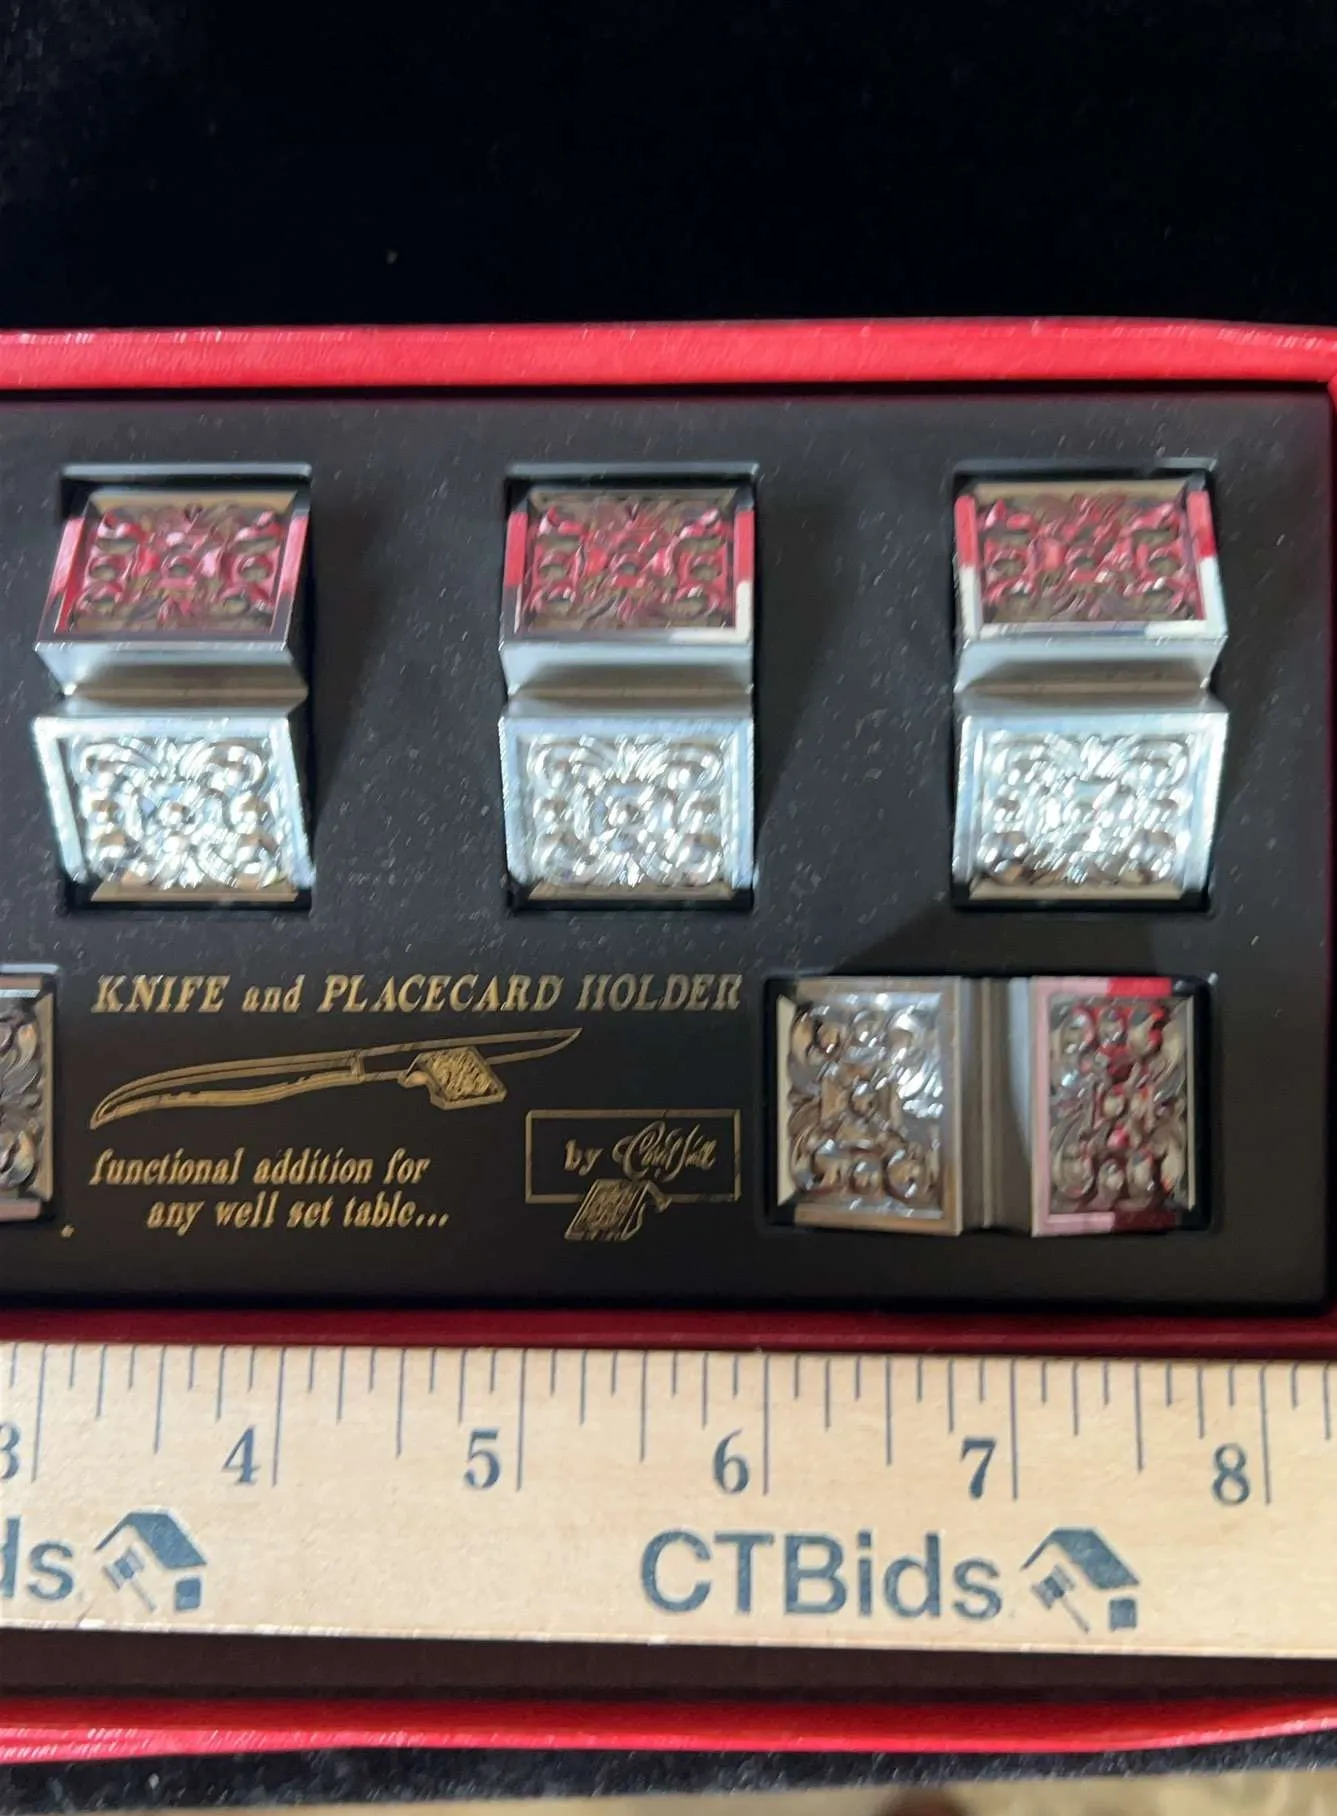 KNIFE and PLACECARD HOLDER
functional addition for
any well set table...
by
3 4 5 6 7 8
ds CTBids